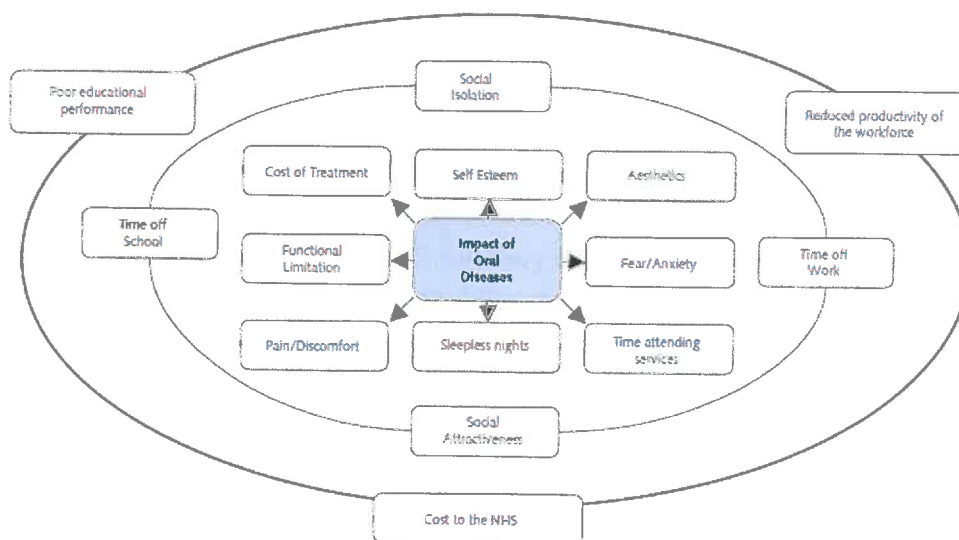 Social
Isolation
Poor educational
performance
Reduced productivity of
the workforce
Cost of Treatment
Self Esteem
Aesthetics
Time off
School
Functional
Limitation
Impact of
Oral
Diseases
Fear/Anxiety
Time off
Work
Pain/Discomfort
Sleepless nights
Time attending
services
Social
Attractiveness
Cost to the NHS